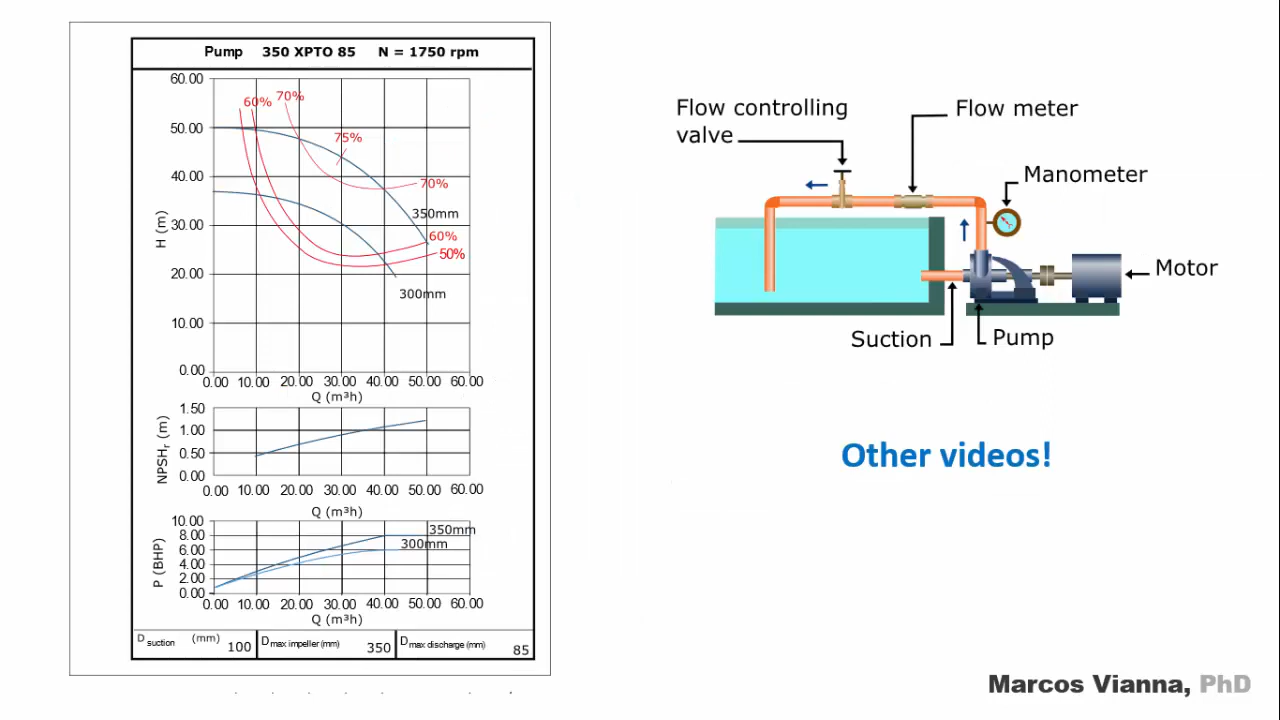 Pump 350 XPTO 85 N = 1750 rpm
60.00
50.00
40.00
30.00
20.00
10.00
0.00
H (m)
60%
70%
75%
70%
350mm
60%
50%
300mm
0.00 10.00 20.00 30.00 40.00 50.00 60.00
Q (m³h)
1.50
1.00
0.50
0.00
NPSHr (m)
0.00 10.00 20.00 30.00 40.00 50.00 60.00
Q (m³h)
10.00
8.00
6.00
4.00
2.00
0.00
P (BHP)
350mm
300mm
0.00 10.00 20.00 30.00 40.00 50.00 60.00
Q (m³h)
D suction (mm) 100
D max impeller (mm) 350
D max discharge (mm) 85
Flow controlling
valve
Flow meter
Manometer
Motor
Suction
Pump
Other videos!
Marcos Vianna, PhD